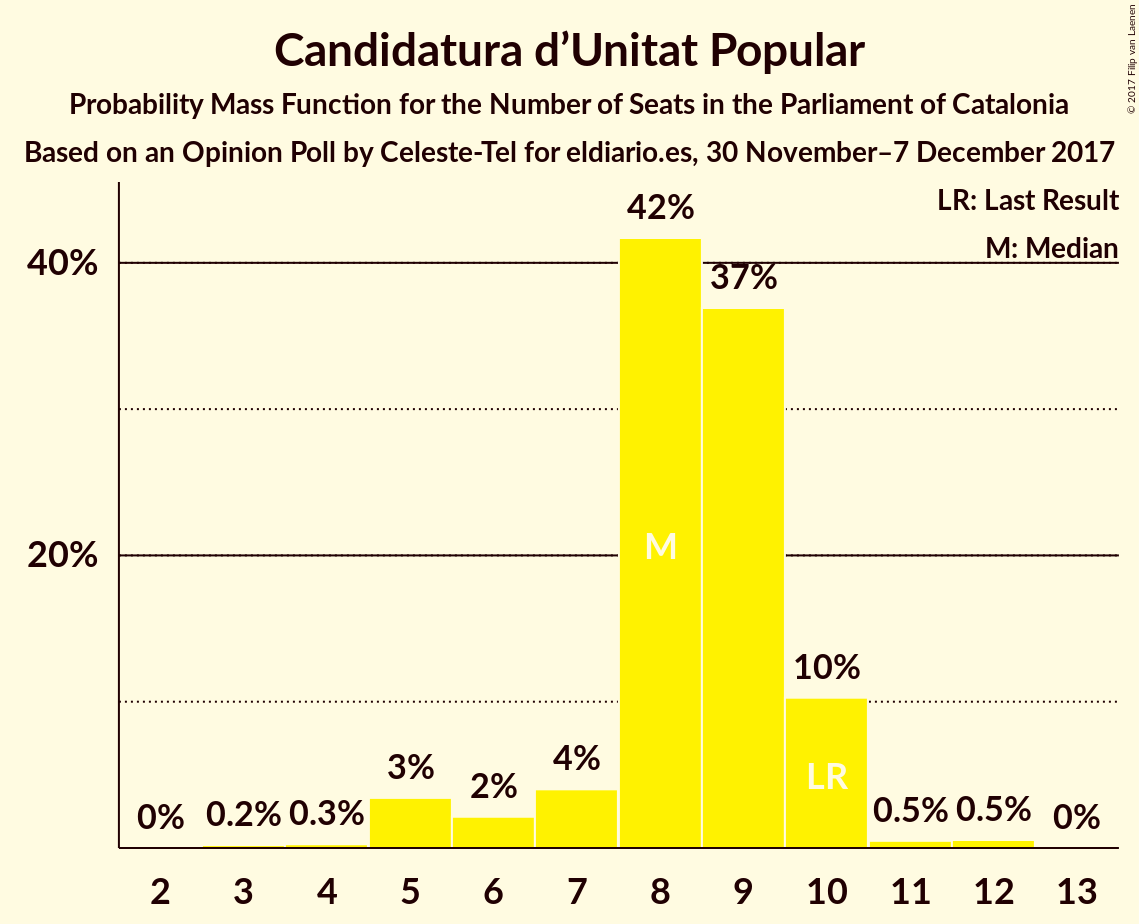 Candidatura d’Unitat Popular
Probability Mass Function for the Number of Seats in the Parliament of Catalonia
Based on an Opinion Poll by Celeste-Tel for eldiario.es, 30 November–7 December 2017
© 2017 Filip van Laenen
LR: Last Result
M: Median
40%
20%
42%
37%
M
10%
LR
0%
0.2%
0.3%
3%
2%
4%
0.5%
0.5%
0%
2 3 4 5 6 7 8 9 10 11 12 13